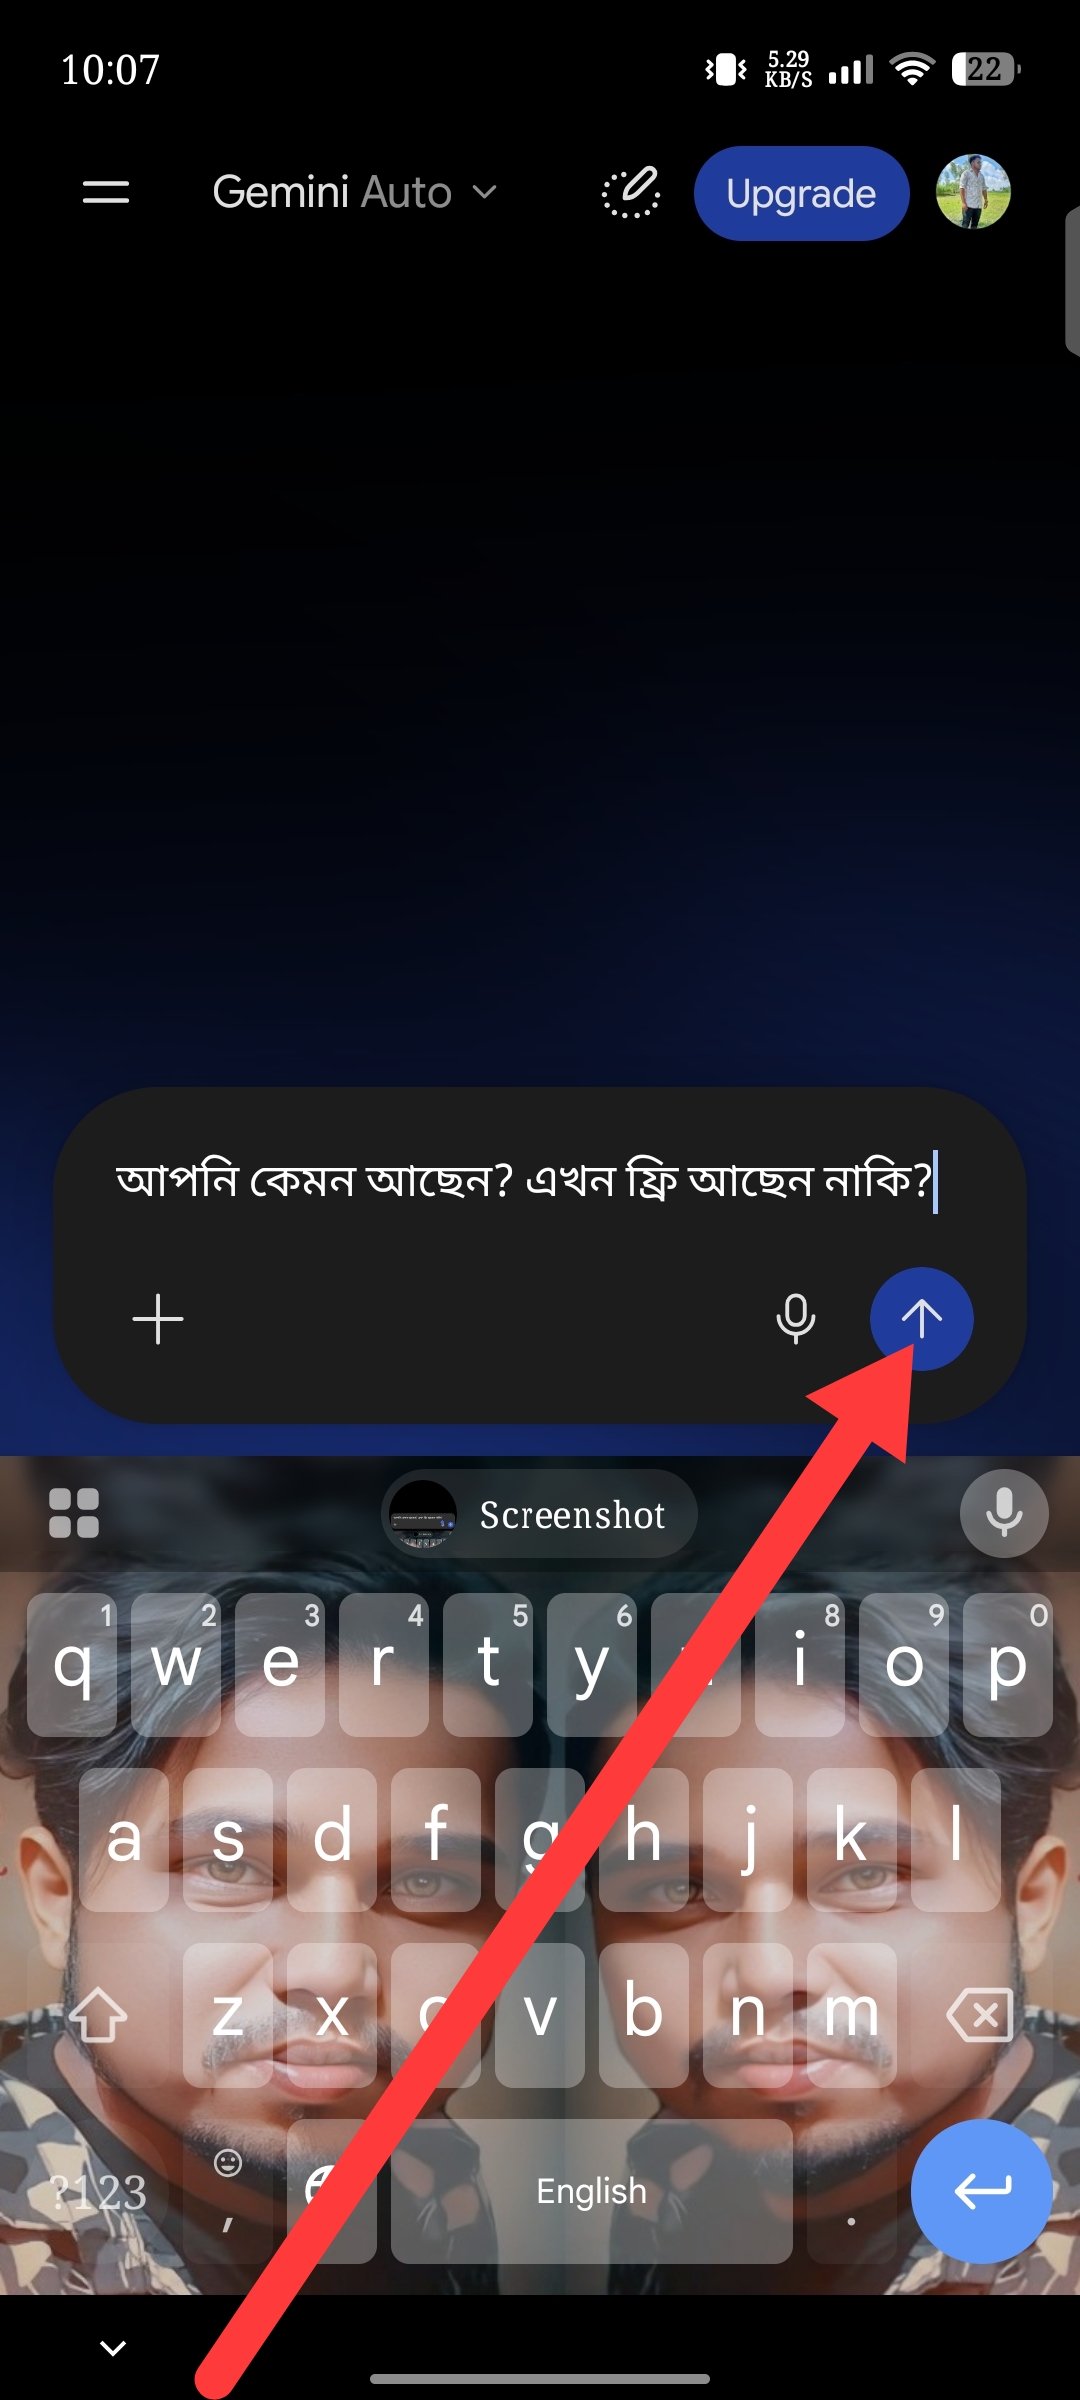 10:07
5.29
KB/S
22
Gemini Auto
Upgrade
আপনি কেমন আছেন? এখন ফ্রি আছেন নাকি?
Screenshot
1 2 3 4 5 6 8 9 0
q w e r t y i o p
a s d f g h j k l
z x c v b n m
?123 , English .